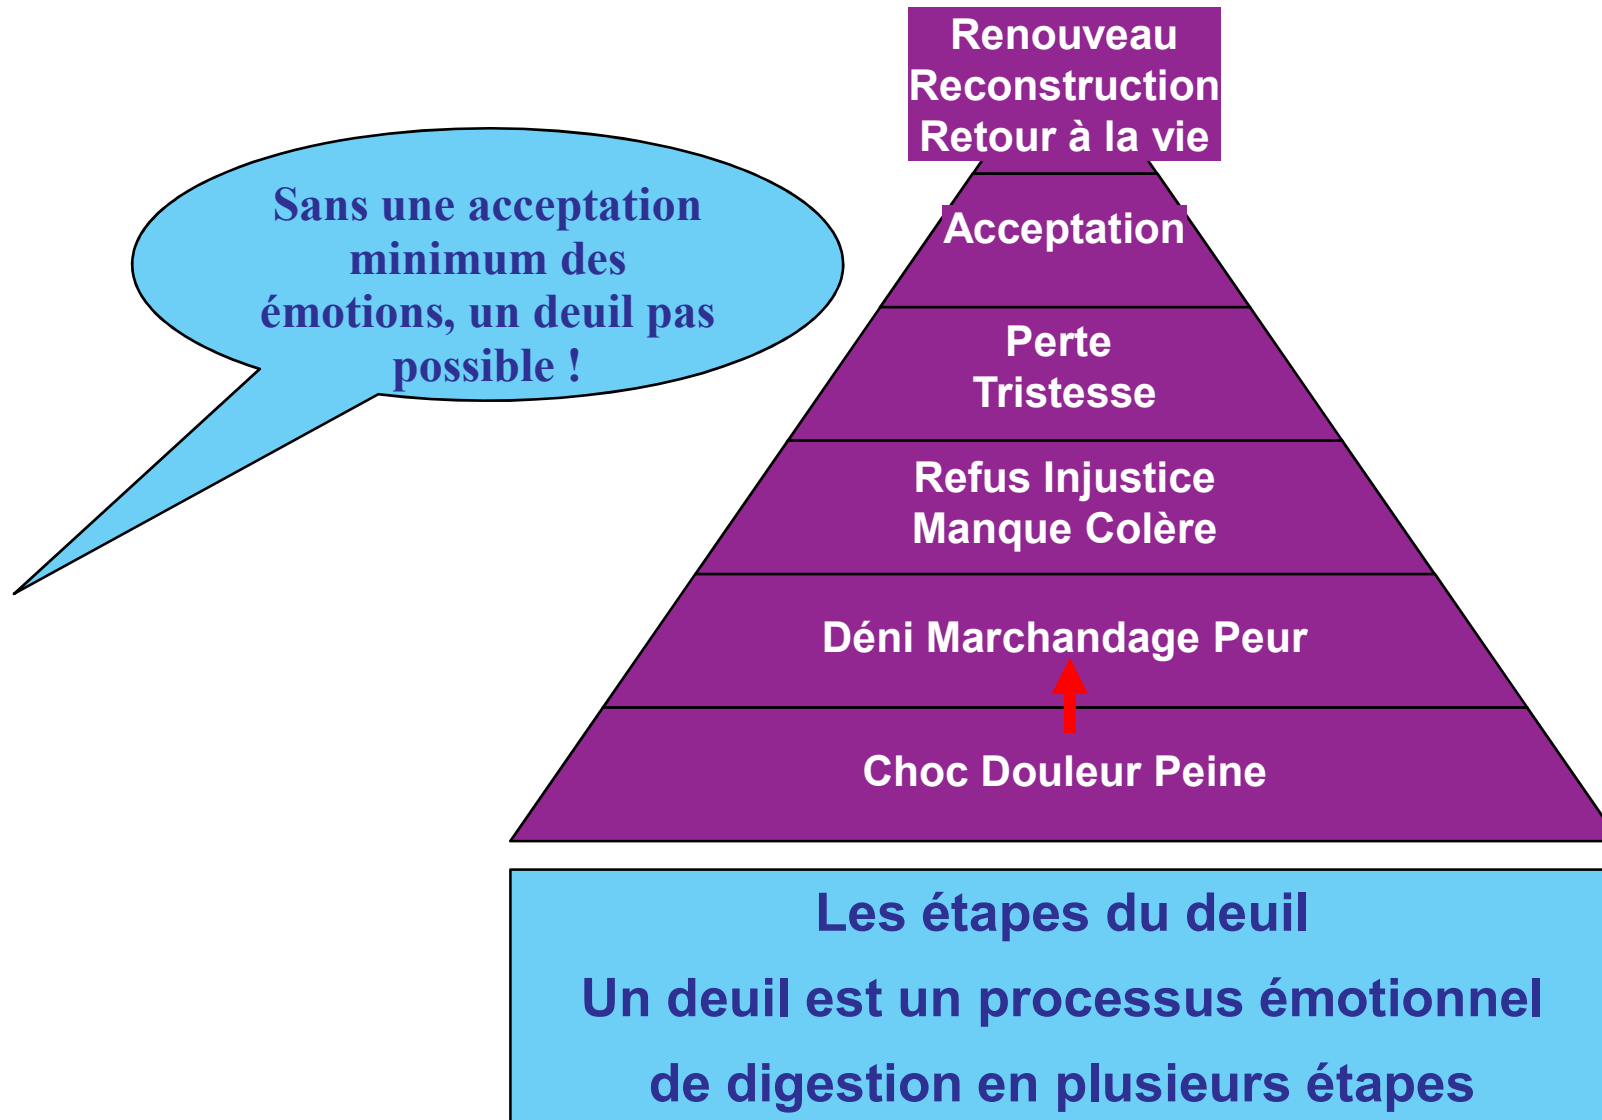 Renouveau
Reconstruction
Retour à la vie
Sans une acceptation
minimum des
émotions, un deuil pas
possible !
Acceptation
Perte
Tristesse
Refus Injustice
Manque Colère
Déni Marchandage Peur
Choc Douleur Peine
Les étapes du deuil
Un deuil est un processus émotionnel
de digestion en plusieurs étapes